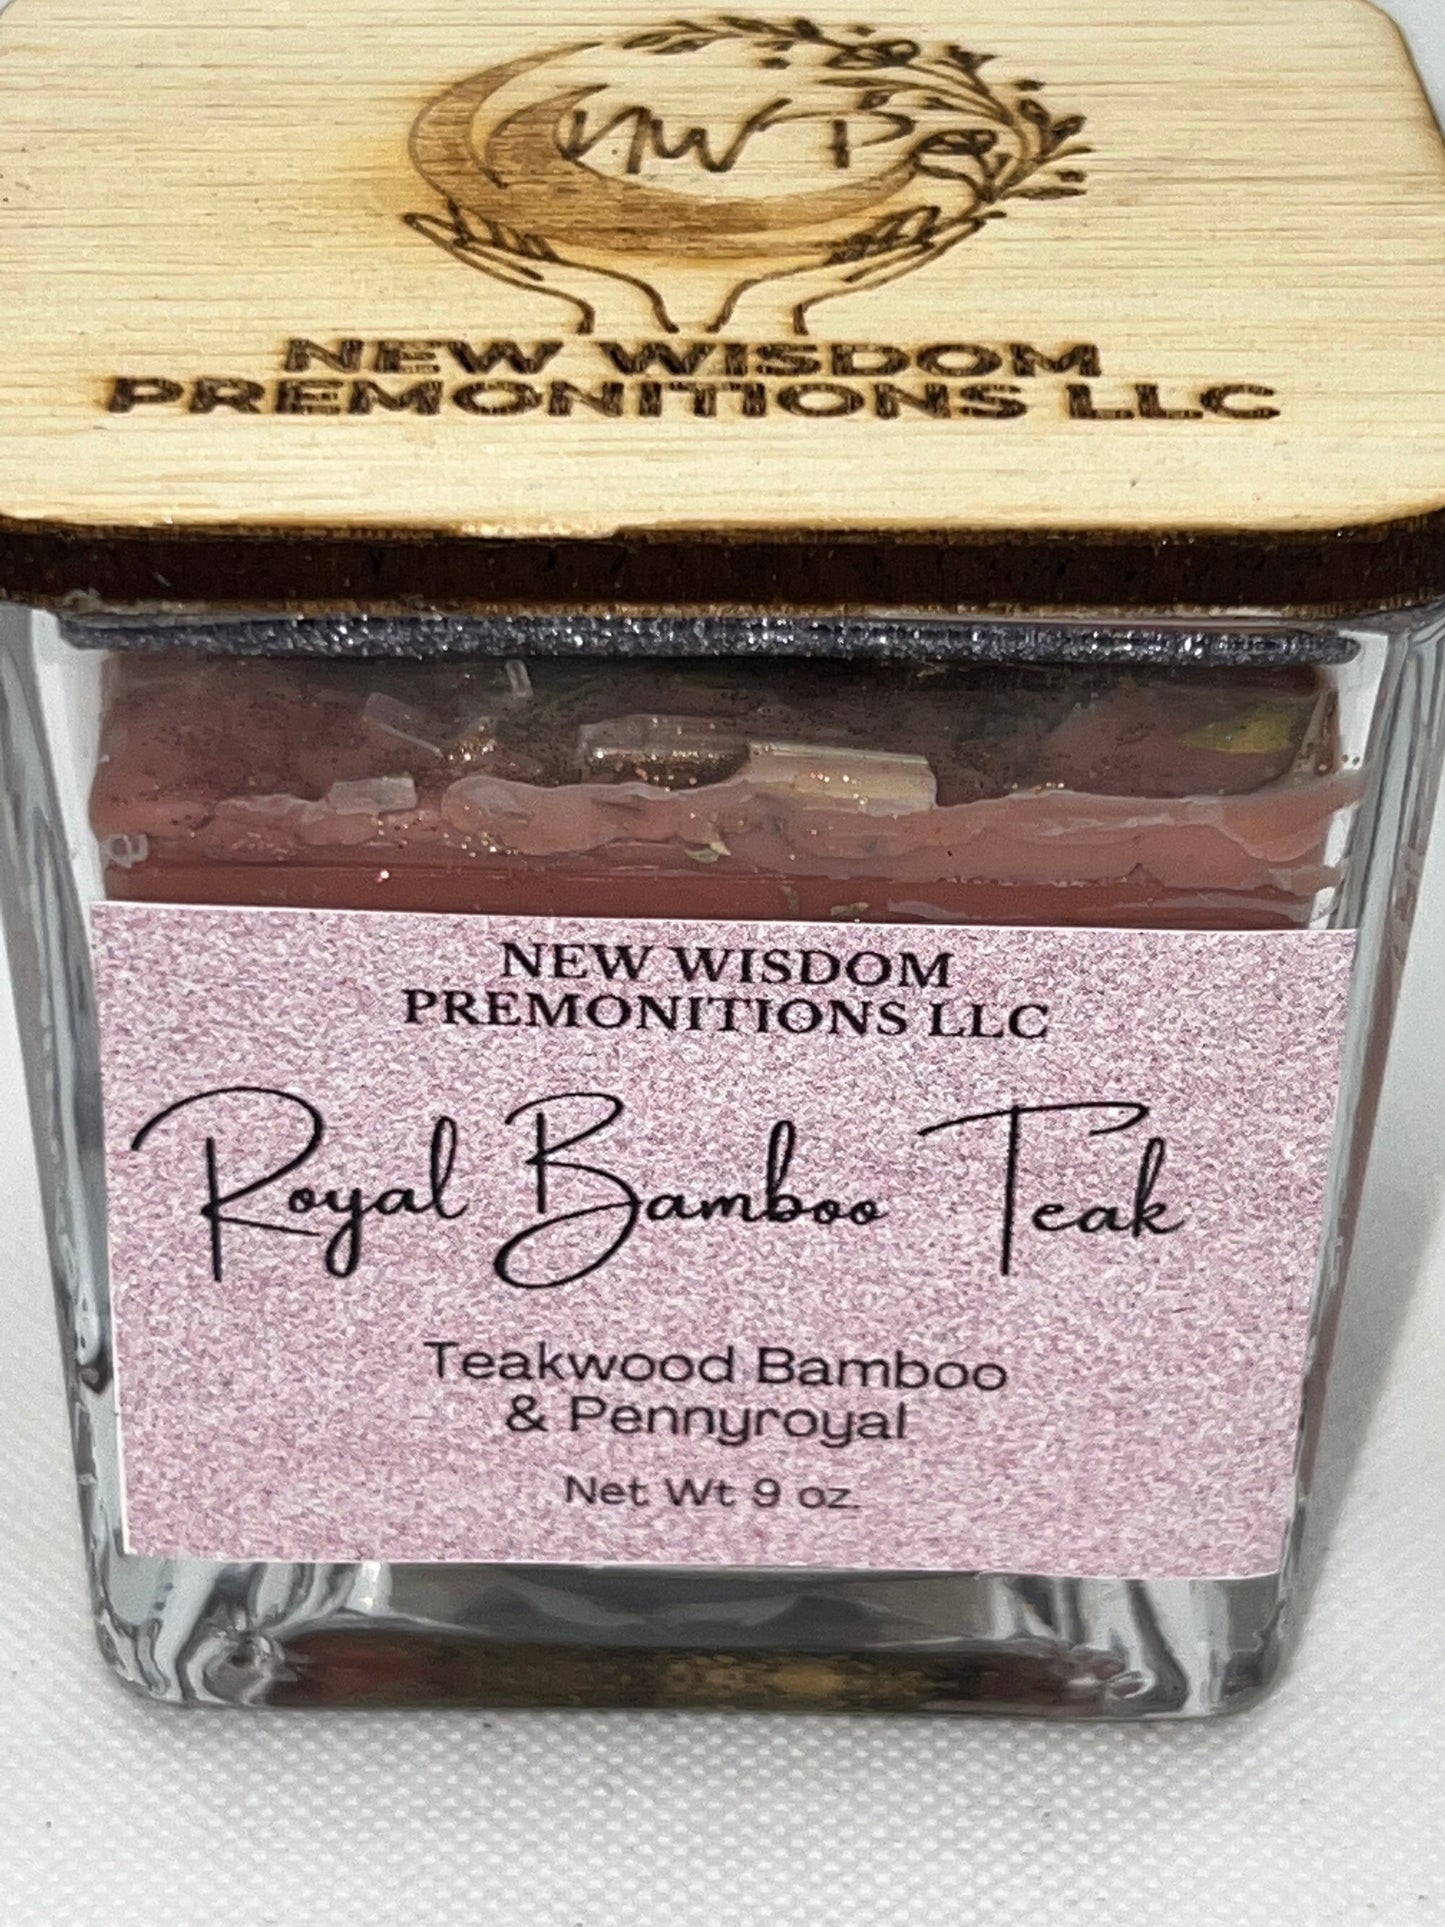 NWP
NEW WISDOM
PREMONITIONS LLC
NEW WISDOM
PREMONITIONS LLC
Royal Bamboo Teak
Teakwood Bamboo
& Pennyroyal
Net Wt 9 oz.